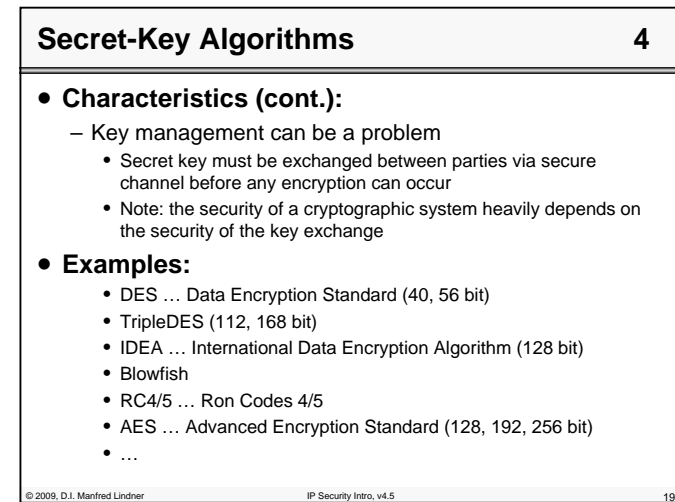 Secret-Key Algorithms 4
• Characteristics (cont.):
– Key management can be a problem
• Secret key must be exchanged between parties via secure
channel before any encryption can occur
• Note: the security of a cryptographic system heavily depends on
the security of the key exchange
• Examples:
• DES … Data Encryption Standard (40, 56 bit)
• TripleDES (112, 168 bit)
• IDEA … International Data Encryption Algorithm (128 bit)
• Blowfish
• RC4/5 … Ron Codes 4/5
• AES … Advanced Encryption Standard (128, 192, 256 bit)
• …
© 2009, D.I. Manfred Lindner IP Security Intro, v4.5 19